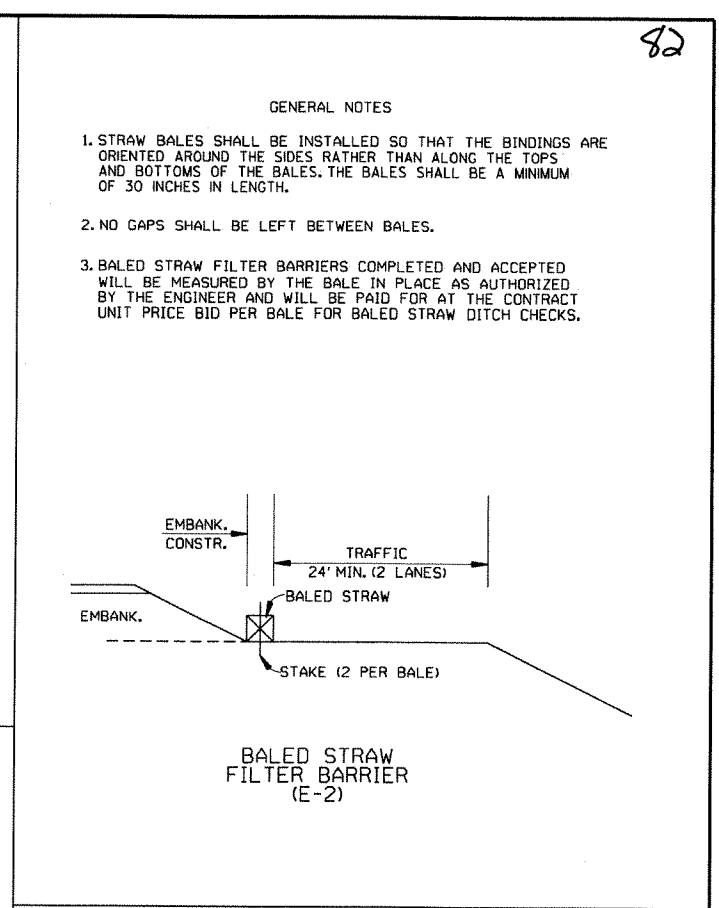 82
GENERAL NOTES
1. STRAW BALES SHALL BE INSTALLED SO THAT THE BINDINGS ARE
ORIENTED AROUND THE SIDES RATHER THAN ALONG THE TOPS
AND BOTTOMS OF THE BALES. THE BALES SHALL BE A MINIMUM
OF 30 INCHES IN LENGTH.
2. NO GAPS SHALL BE LEFT BETWEEN BALES.
3. BALED STRAW FILTER BARRIERS COMPLETED AND ACCEPTED
WILL BE MEASURED BY THE BALE IN PLACE AS AUTHORIZED
BY THE ENGINEER AND WILL BE PAID FOR AT THE CONTRACT
UNIT PRICE BID PER BALE FOR BALED STRAW DITCH CHECKS.
EMBANK.
CONSTR.
TRAFFIC
24' MIN. (2 LANES)
BALED STRAW
EMBANK.
STAKE (2 PER BALE)
BALED STRAW
FILTER BARRIER
(E-2)